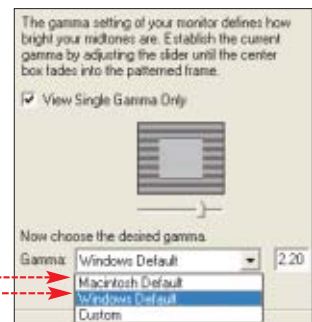 The gamma setting of your monitor defines how
bright your midtones are. Establish the current
gamma by adjusting the slider until the center
box fades into the patterned frame.
View Single Gamma Only
Now choose the desired gamma.
Gamma: Windows Default 2.20
Macintosh Default
Windows Default
Custom